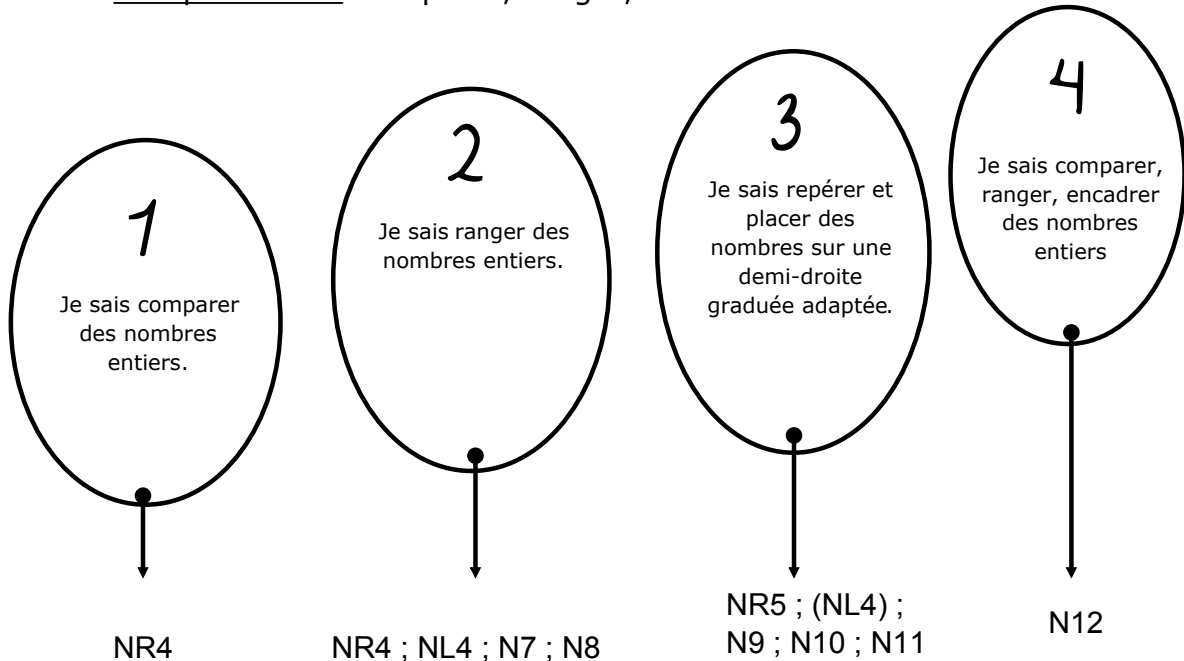 1
Je sais comparer
des nombres
entiers.
NR4
2
Je sais ranger des
nombres entiers.
NR4 ; NL4 ; N7 ; N8
3
Je sais repérer et
placer des
nombres sur une
demi-droite
graduée adaptée.
NR5 ; (NL4) ;
N9 ; N10 ; N11
4
Je sais comparer,
ranger, encadrer
des nombres
entiers
N12